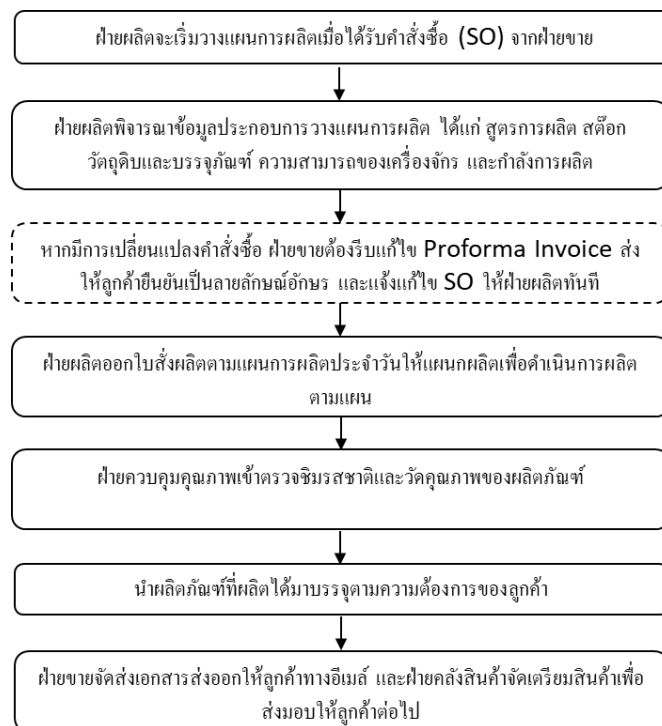 ฝ่ายผลิตจะเริ่มวางแผนการผลิตเมื่อได้รับคำสั่งซื้อ (SO) จากฝ่ายขาย
ฝ่ายผลิตพิจารณาข้อมูลประกอบการวางแผนการผลิต ได้แก่ สูตรการผลิต สต๊อก
วัตถุดิบและบรรจุภัณฑ์ ความสามารถของเครื่องจักร และกำลังการผลิต
หากมีการเปลี่ยนแปลงคำสั่งซื้อ ฝ่ายขายต้องรีบแก้ไข Proforma Invoice ส่ง
ให้ลูกค้ายืนยันเป็นลายลักษณ์อักษร และแจ้งแก้ไข SO ให้ฝ่ายผลิตทันที
ฝ่ายผลิตออกใบสั่งผลิตตามแผนการผลิตประจำวันให้แผนกผลิตเพื่อดำเนินการผลิต
ตามแผน
ฝ่ายควบคุมคุณภาพเข้าตรวจชิมรสชาติและวัดคุณภาพของผลิตภัณฑ์
นำผลิตภัณฑ์ที่ผลิตได้มาบรรจุตามความต้องการของลูกค้า
ฝ่ายขายจัดส่งเอกสารส่งออกให้ลูกค้าทางอีเมล์ และฝ่ายคลังสินค้าจัดเตรียมสินค้าเพื่อ
ส่งมอบให้ลูกค้าต่อไป